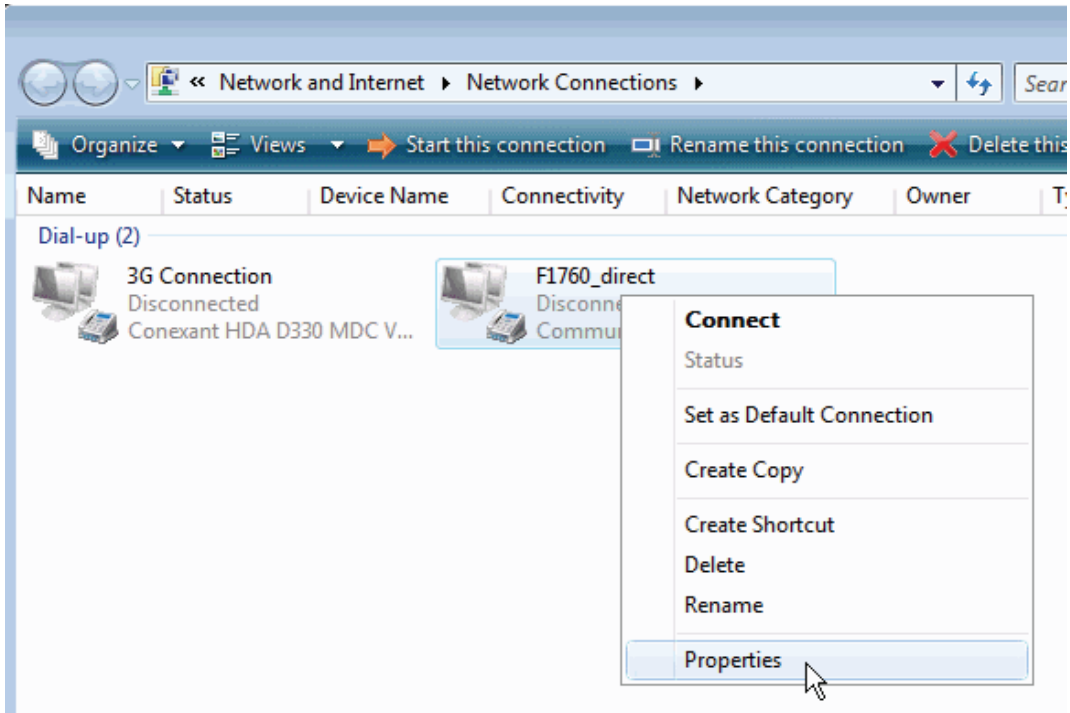 « Network and Internet Network Connections
Organize Views Start this connection Rename this connection Delete this
Name Status Device Name Connectivity Network Category Owner
Dial-up (2)
3G Connection
Disconnected
Conexant HDA D330 MDC V...
F1760_direct
Disconne
Commu
Connect
Status
Set as Default Connection
Create Copy
Create Shortcut
Delete
Rename
Properties